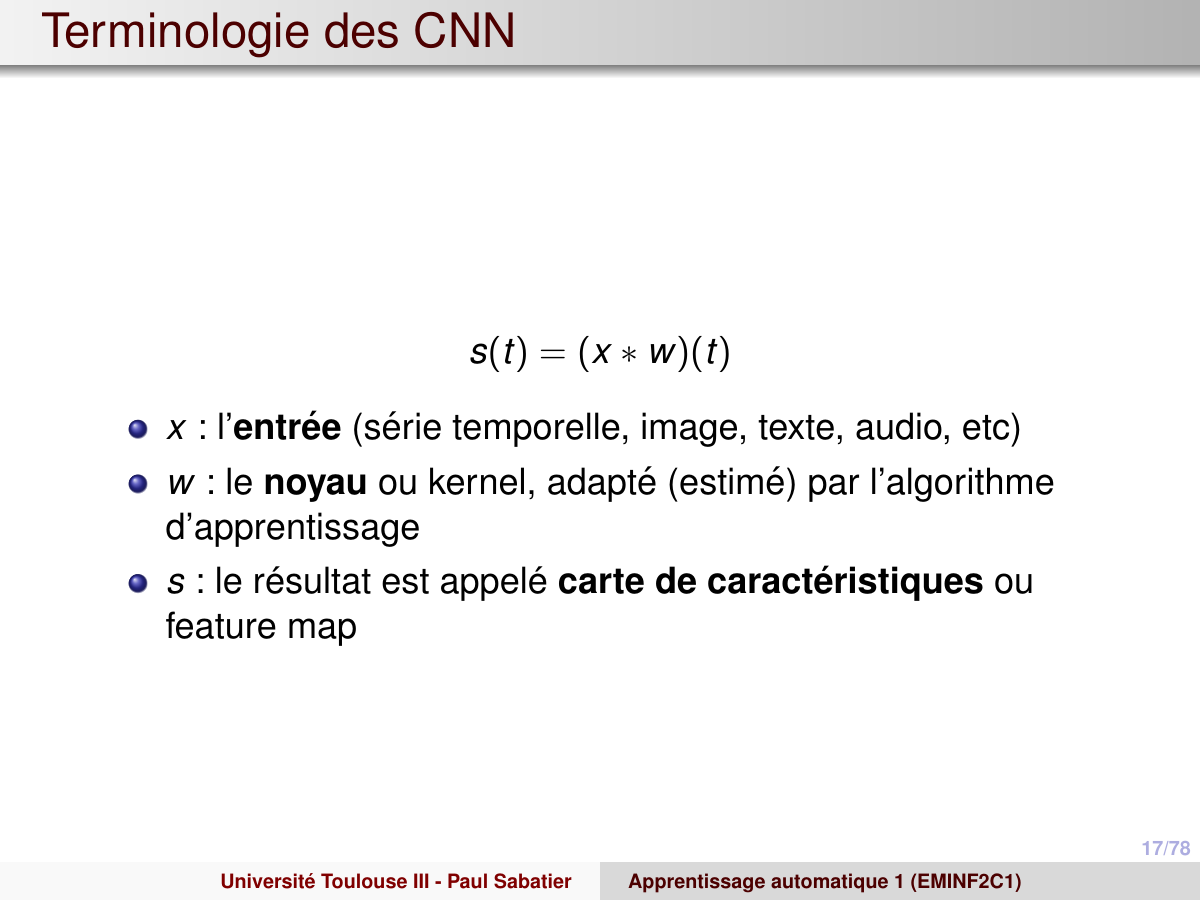 Terminologie des CNN
s(t) = (x ∗ w)(t)
x : l'entrée (série temporelle, image, texte, audio, etc)
w : le noyau ou kernel, adapté (estimé) par l'algorithme
d'apprentissage
s : le résultat est appelé carte de caractéristiques ou
feature map
17/78
Université Toulouse III - Paul Sabatier
Apprentissage automatique 1 (EMINF2C1)